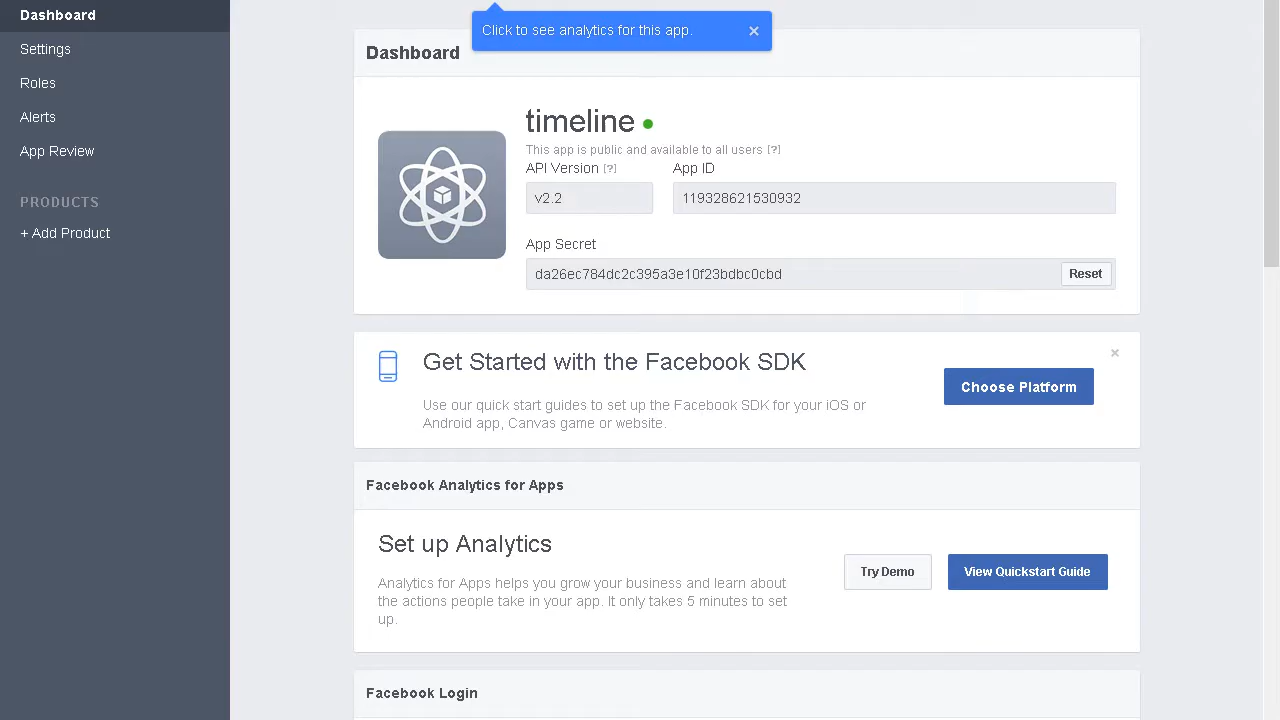 Dashboard
Settings
Roles
Alerts
App Review
PRODUCTS
+ Add Product
Click to see analytics for this app.
Dashboard
timeline
This app is public and available to all users [?]
API Version [?]
App ID
v2.2
119328621530932
App Secret
da26ec784dc2c395a3e10f23bdbc0cbd
Reset
Get Started with the Facebook SDK
Use our quick start guides to set up the Facebook SDK for your iOS or
Android app, Canvas game or website.
Choose Platform
Facebook Analytics for Apps
Set up Analytics
Analytics for Apps helps you grow your business and learn about
the actions people take in your app. It only takes 5 minutes to set
up.
Try Demo
View Quickstart Guide
Facebook Login